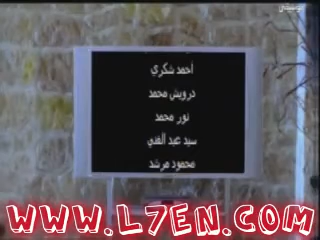 أحمد شكري
درويش محمد
نور محمد
سيد عبد الغني
محمود مرشد
WWW.L7EN.COM